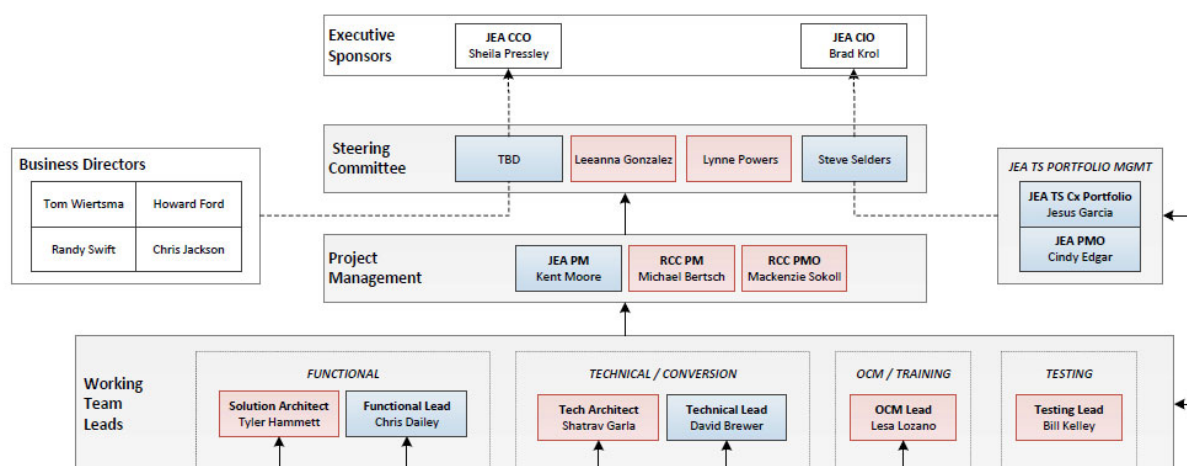 Executive
Sponsors
JEA CCO
Sheila Pressley
JEA CIO
Brad Krol
Steering
Committee
TBD
Leeanna Gonzalez
Lynne Powers
Steve Selders
Business Directors
Tom Wiertsma
Howard Ford
Randy Swift
Chris Jackson
JEA TS PORTFOLIO MGMT
JEA TS Cx Portfolio
Jesus Garcia
JEA PMO
Cindy Edgar
Project
Management
JEA PM
Kent Moore
RCC PM
Michael Bertsch
RCC PMO
Mackenzie Sokoll
Working
Team
Leads
FUNCTIONAL
Solution Architect
Tyler Hammett
Functional Lead
Chris Dailey
TECHNICAL / CONVERSION
Tech Architect
Shatrav Garla
Technical Lead
David Brewer
OCM / TRAINING
OCM Lead
Lesa Lozano
TESTING
Testing Lead
Bill Kelley